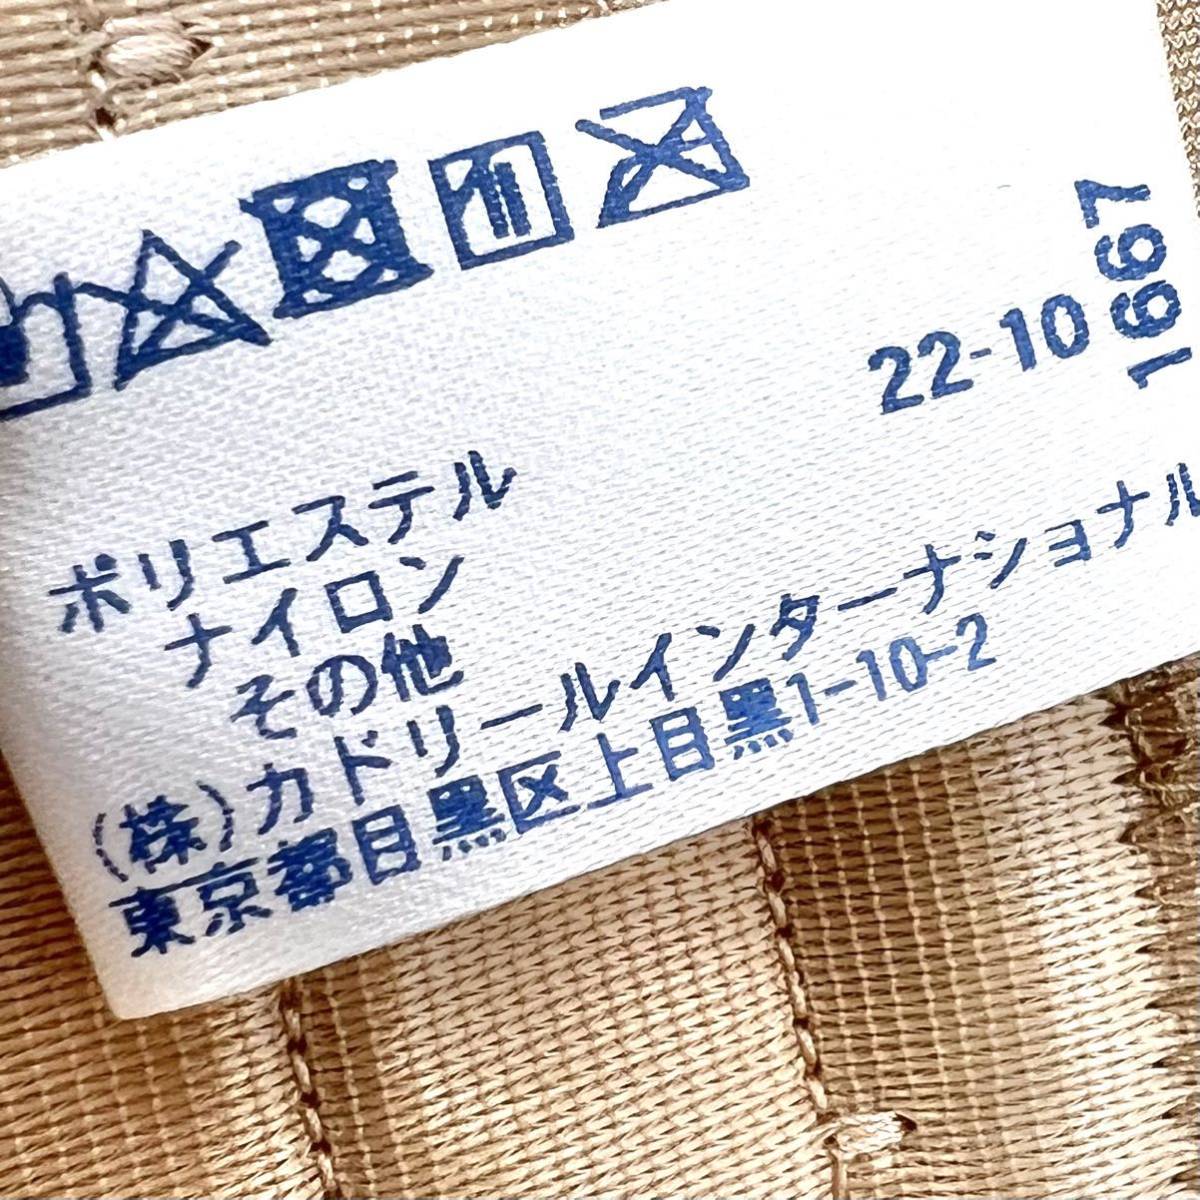 22-10
1667
ポリエステル
ナイロン
その他
(株)カドリールインターナショナル
東京都目黒区上目黒1-10-2